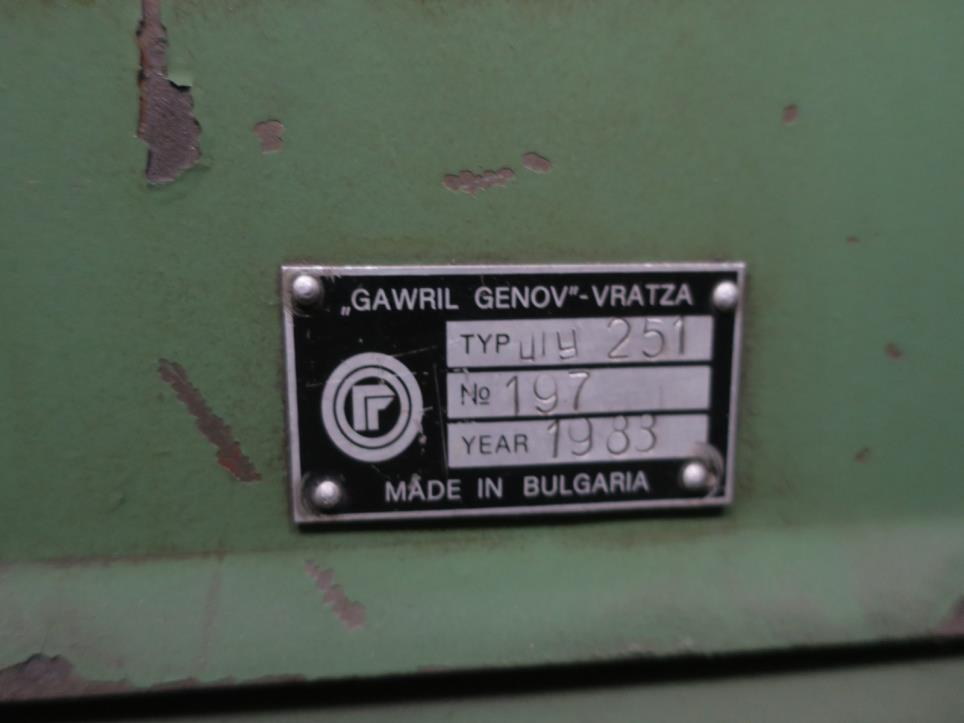 „GAWRIL GENOV”-VRATZA
TYP ШУ 251
№ 197
YEAR 1983
MADE IN BULGARIA